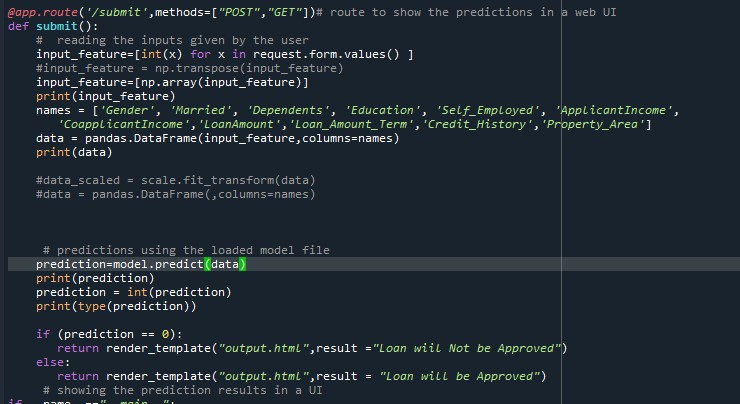 @app.route('/submit',methods=["POST","GET"])# route to show the predictions in a web UI
def submit():
    #  reading the inputs given by the user
    input_feature=[int(x) for x in request.form.values() ]
    #input_feature = np.transpose(input_feature)
    input_feature=[np.array(input_feature)]
    print(input_feature)
    names = ['Gender', 'Married', 'Dependents', 'Education', 'Self_Employed', 'ApplicantIncome',
       'CoapplicantIncome','LoanAmount','Loan_Amount_Term','Credit_History','Property_Area']
    data = pandas.DataFrame(input_feature,columns=names)
    print(data)
    #data_scaled = scale.fit_transform(data)
    #data = pandas.DataFrame(,columns=names)
     # predictions using the loaded model file
    prediction=model.predict(data)
    print(prediction)
    prediction = int(prediction)
    print(type(prediction))
    if (prediction == 0):
       return render_template("output.html",result ="Loan wiil Not be Approved")
    else:
       return render_template("output.html",result = "Loan will be Approved")
     # showing the prediction results in a UI
if __name__=="__main__":